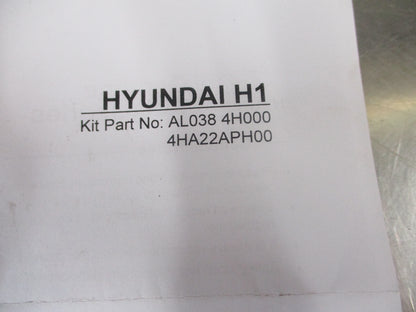 HYUNDAI H1
Kit Part No: AL038 4H000
4HA22APH00